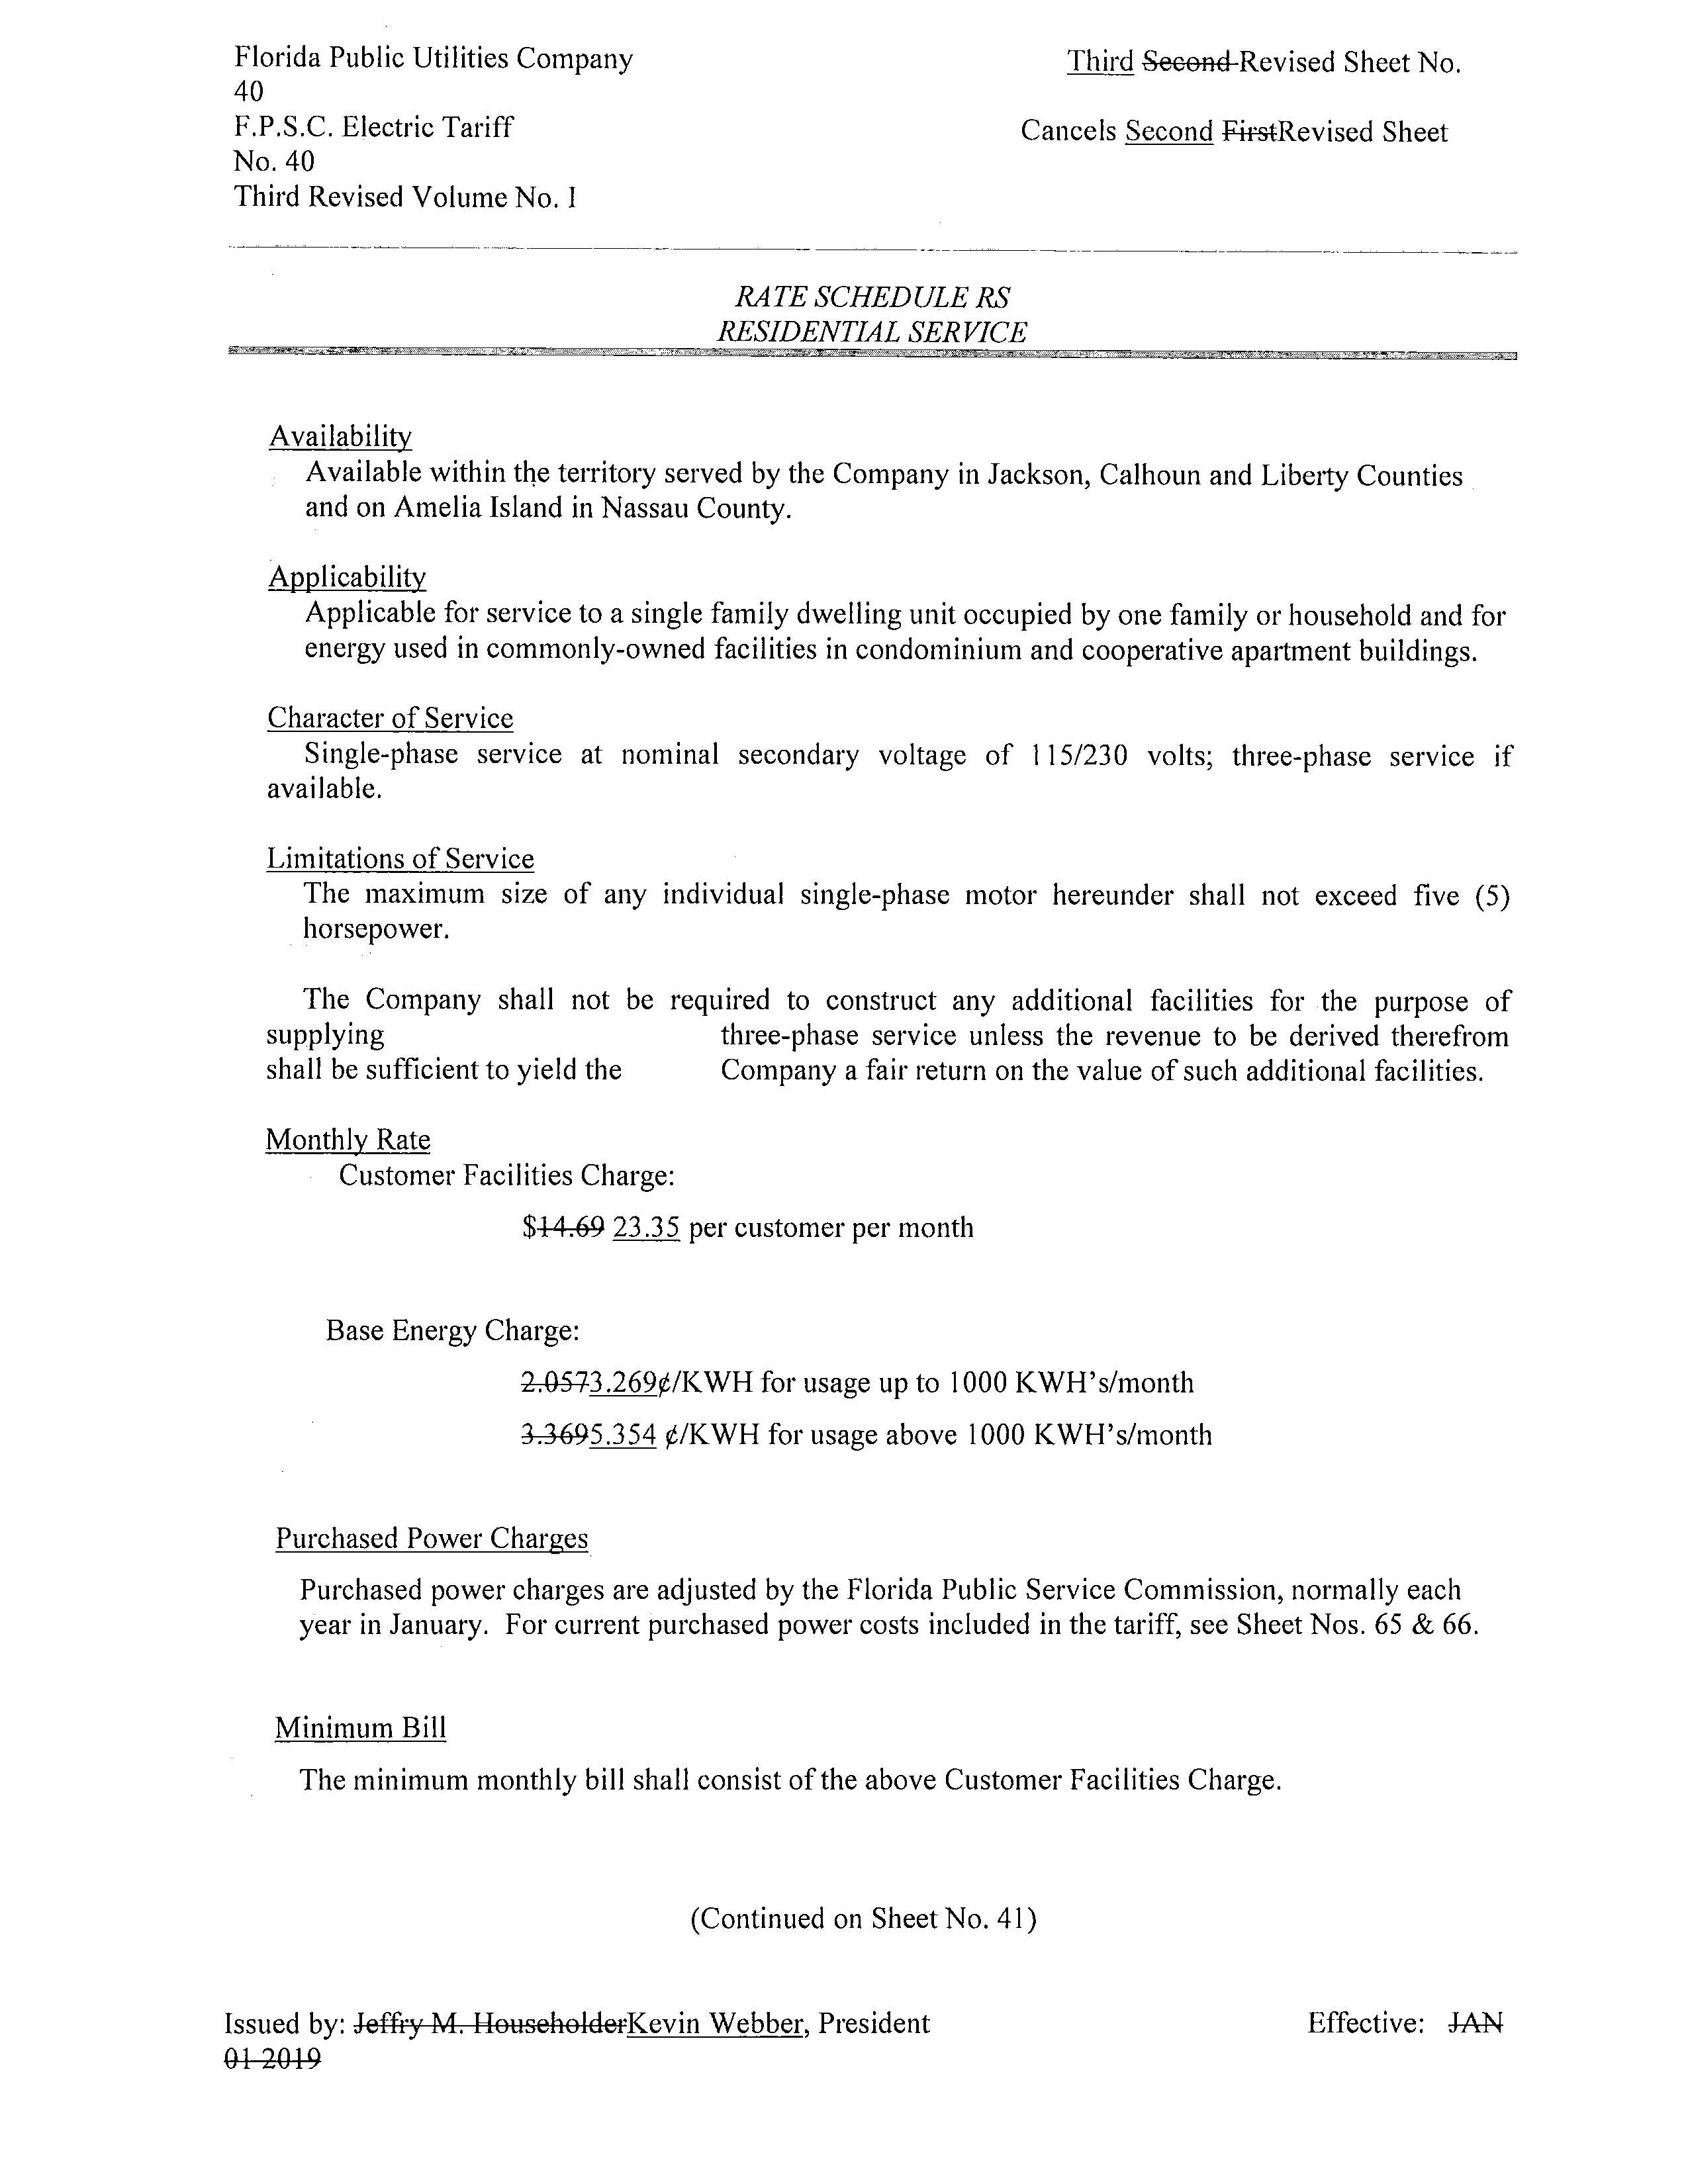 Florida Public Utilities Company Third Second Revised Sheet No.
40
F.P.S.C. Electric Tariff Cancels Second FirstRevised Sheet
No. 40
Third Revised Volume No. I
RATE SCHEDULE RS
RESIDENTIAL SERVICE
Availability
Available within the territory served by the Company in Jackson, Calhoun and Liberty Counties
and on Amelia Island in Nassau County.
Applicability
Applicable for service to a single family dwelling unit occupied by one family or household and for
energy used in commonly-owned facilities in condominium and cooperative apartment buildings.
Character of Service
Single-phase service at nominal secondary voltage of 115/230 volts; three-phase service if
available.
Limitations of Service
The maximum size of any individual single-phase motor hereunder shall not exceed five (5)
horsepower.
The Company shall not be required to construct any additional facilities for the purpose of
supplying three-phase service unless the revenue to be derived therefrom
shall be sufficient to yield the Company a fair return on the value of such additional facilities.
Monthly Rate
Customer Facilities Charge:
$14.69 23.35 per customer per month
Base Energy Charge:
2.0573.269¢/KWH for usage up to 1000 KWH's/month
3.3695.354 ¢/KWH for usage above 1000 KWH's/month
Purchased Power Charges
Purchased power charges are adjusted by the Florida Public Service Commission, normally each
year in January. For current purchased power costs included in the tariff, see Sheet Nos. 65 & 66.
Minimum Bill
The minimum monthly bill shall consist of the above Customer Facilities Charge.
(Continued on Sheet No. 41)
Issued by: Jeffry M. HouseholderKevin Webber, President Effective: JAN
01 2019